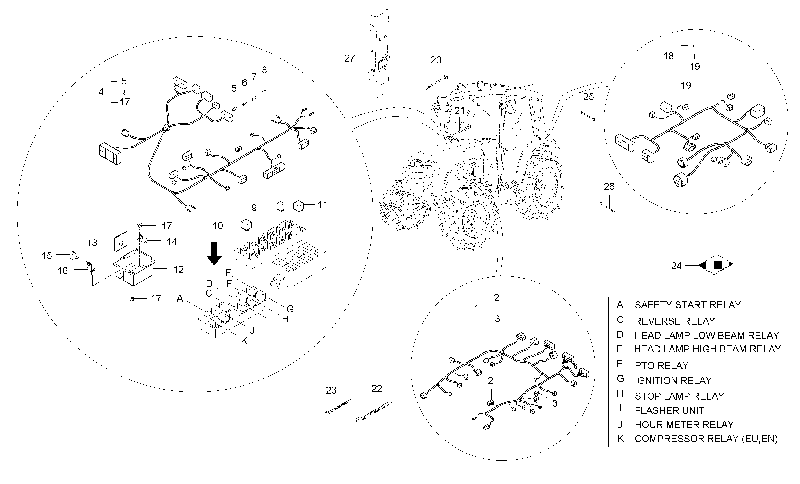 27
20
18
19
5
4
17
5 6 7 8
19
21
25
26
10
9
11
17
13
14
15
16
12
17
24
A
D
C
E
F
G
H
I
J
K
2
3
2
3
23
22
A SAFETY START RELAY
C REVERSE RELAY
D HEAD LAMP LOW BEAM RELAY
E HEAD LAMP HIGH BEAM RELAY
F PTO RELAY
G IGNITION RELAY
H STOP LAMP RELAY
I FLASHER UNIT
J HOUR METER RELAY
K COMPRESSOR RELAY (EU,EN)